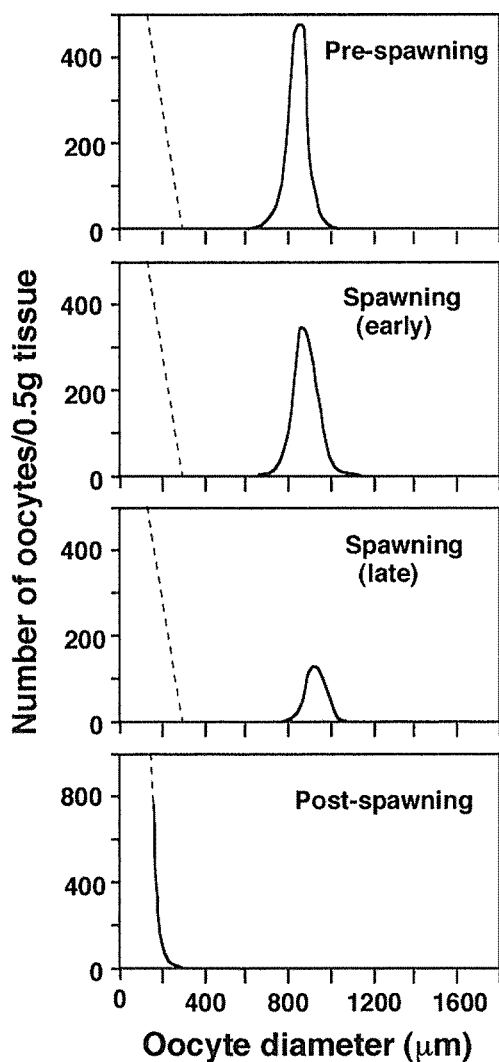 Number of oocytes/0.5g tissue
Pre-spawning
400
200
0
Spawning
(early)
400
200
0
Spawning
(late)
400
200
0
Post-spawning
800
400
0
0 400 800 1200 1600
Oocyte diameter (μm)